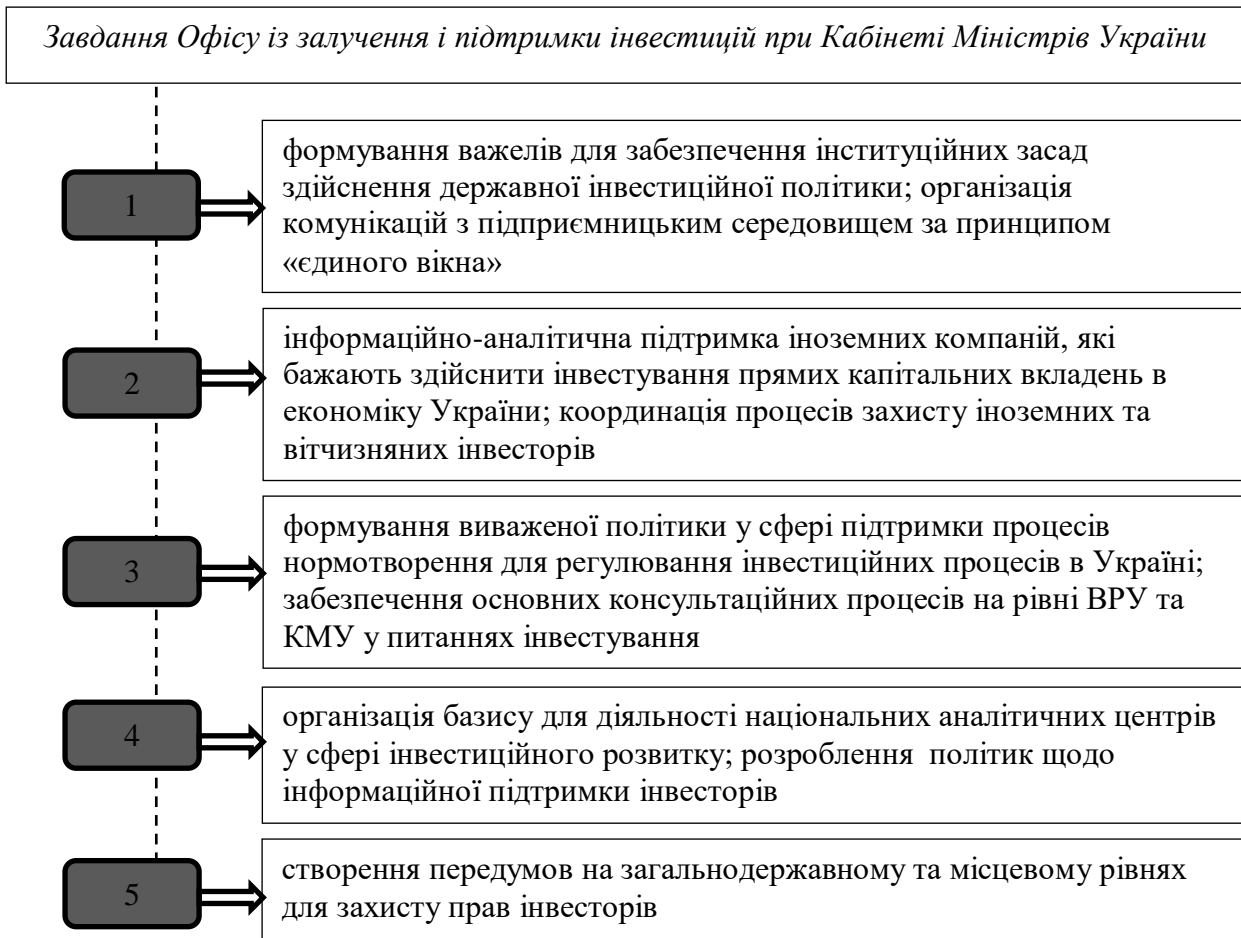 Завдання Офісу із залучення і підтримки інвестицій при Кабінеті Міністрів України
1
формування важелів для забезпечення інституційних засад
здійснення державної інвестиційної політики; організація
комунікацій з підприємницьким середовищем за принципом
«єдиного вікна»
2
інформаційно-аналітична підтримка іноземних компаній, які
бажають здійснити інвестування прямих капітальних вкладень в
економіку України; координація процесів захисту іноземних та
вітчизняних інвесторів
3
формування виваженої політики у сфері підтримки процесів
нормотворення для регулювання інвестиційних процесів в Україні;
забезпечення основних консультаційних процесів на рівні ВРУ та
КМУ у питаннях інвестування
4
організація базису для діяльності національних аналітичних центрів
у сфері інвестиційного розвитку; розроблення політик щодо
інформаційної підтримки інвесторів
5
створення передумов на загальнодержавному та місцевому рівнях
для захисту прав інвесторів